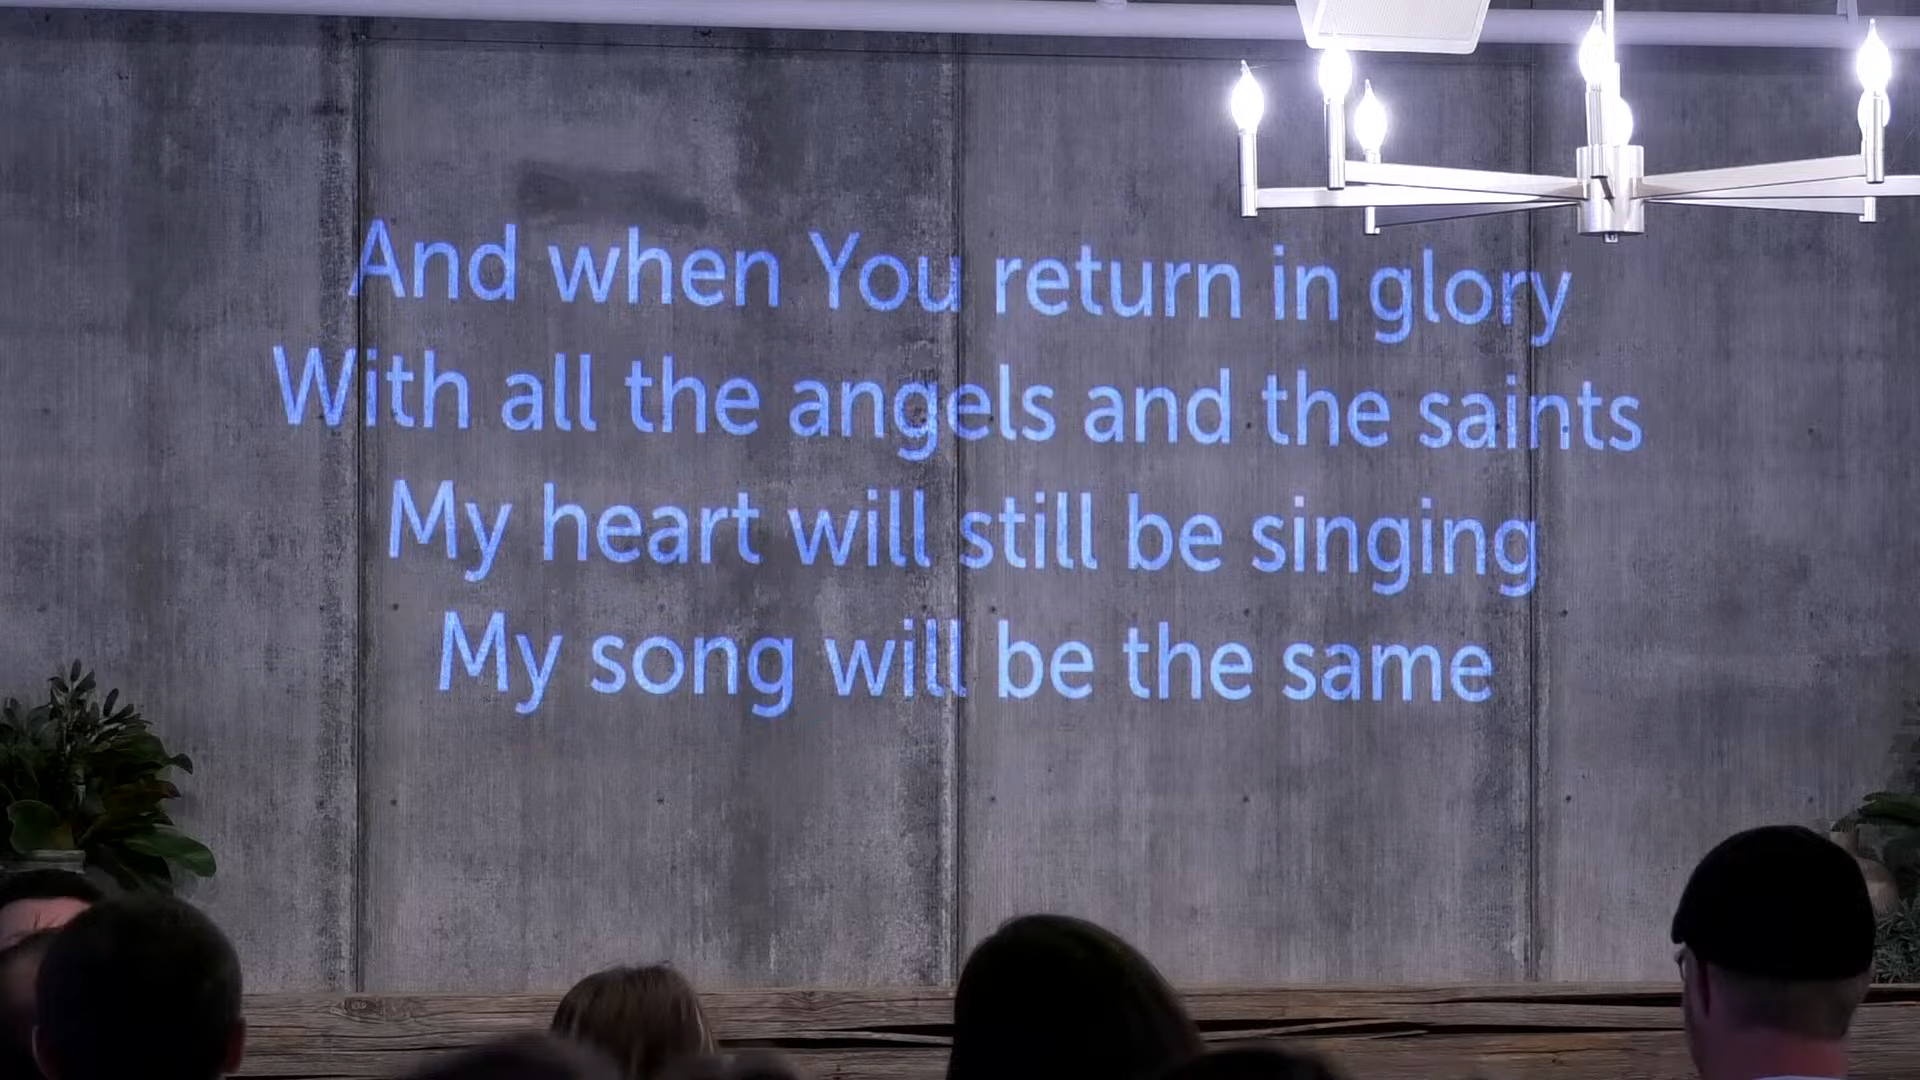 And when You return in glory
With all the angels and the saints
My heart will still be singing
My song will be the same